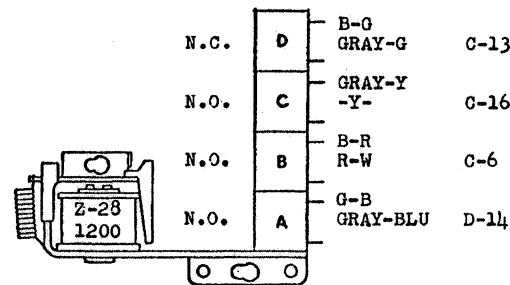 B-G
N.C. D GRAY-G C-13
GRAY-Y
N.O. C -Y- C-16
B-R
N.O. B R-W C-6
G-B
N.O. A GRAY-BLU D-14
Z-28
1200